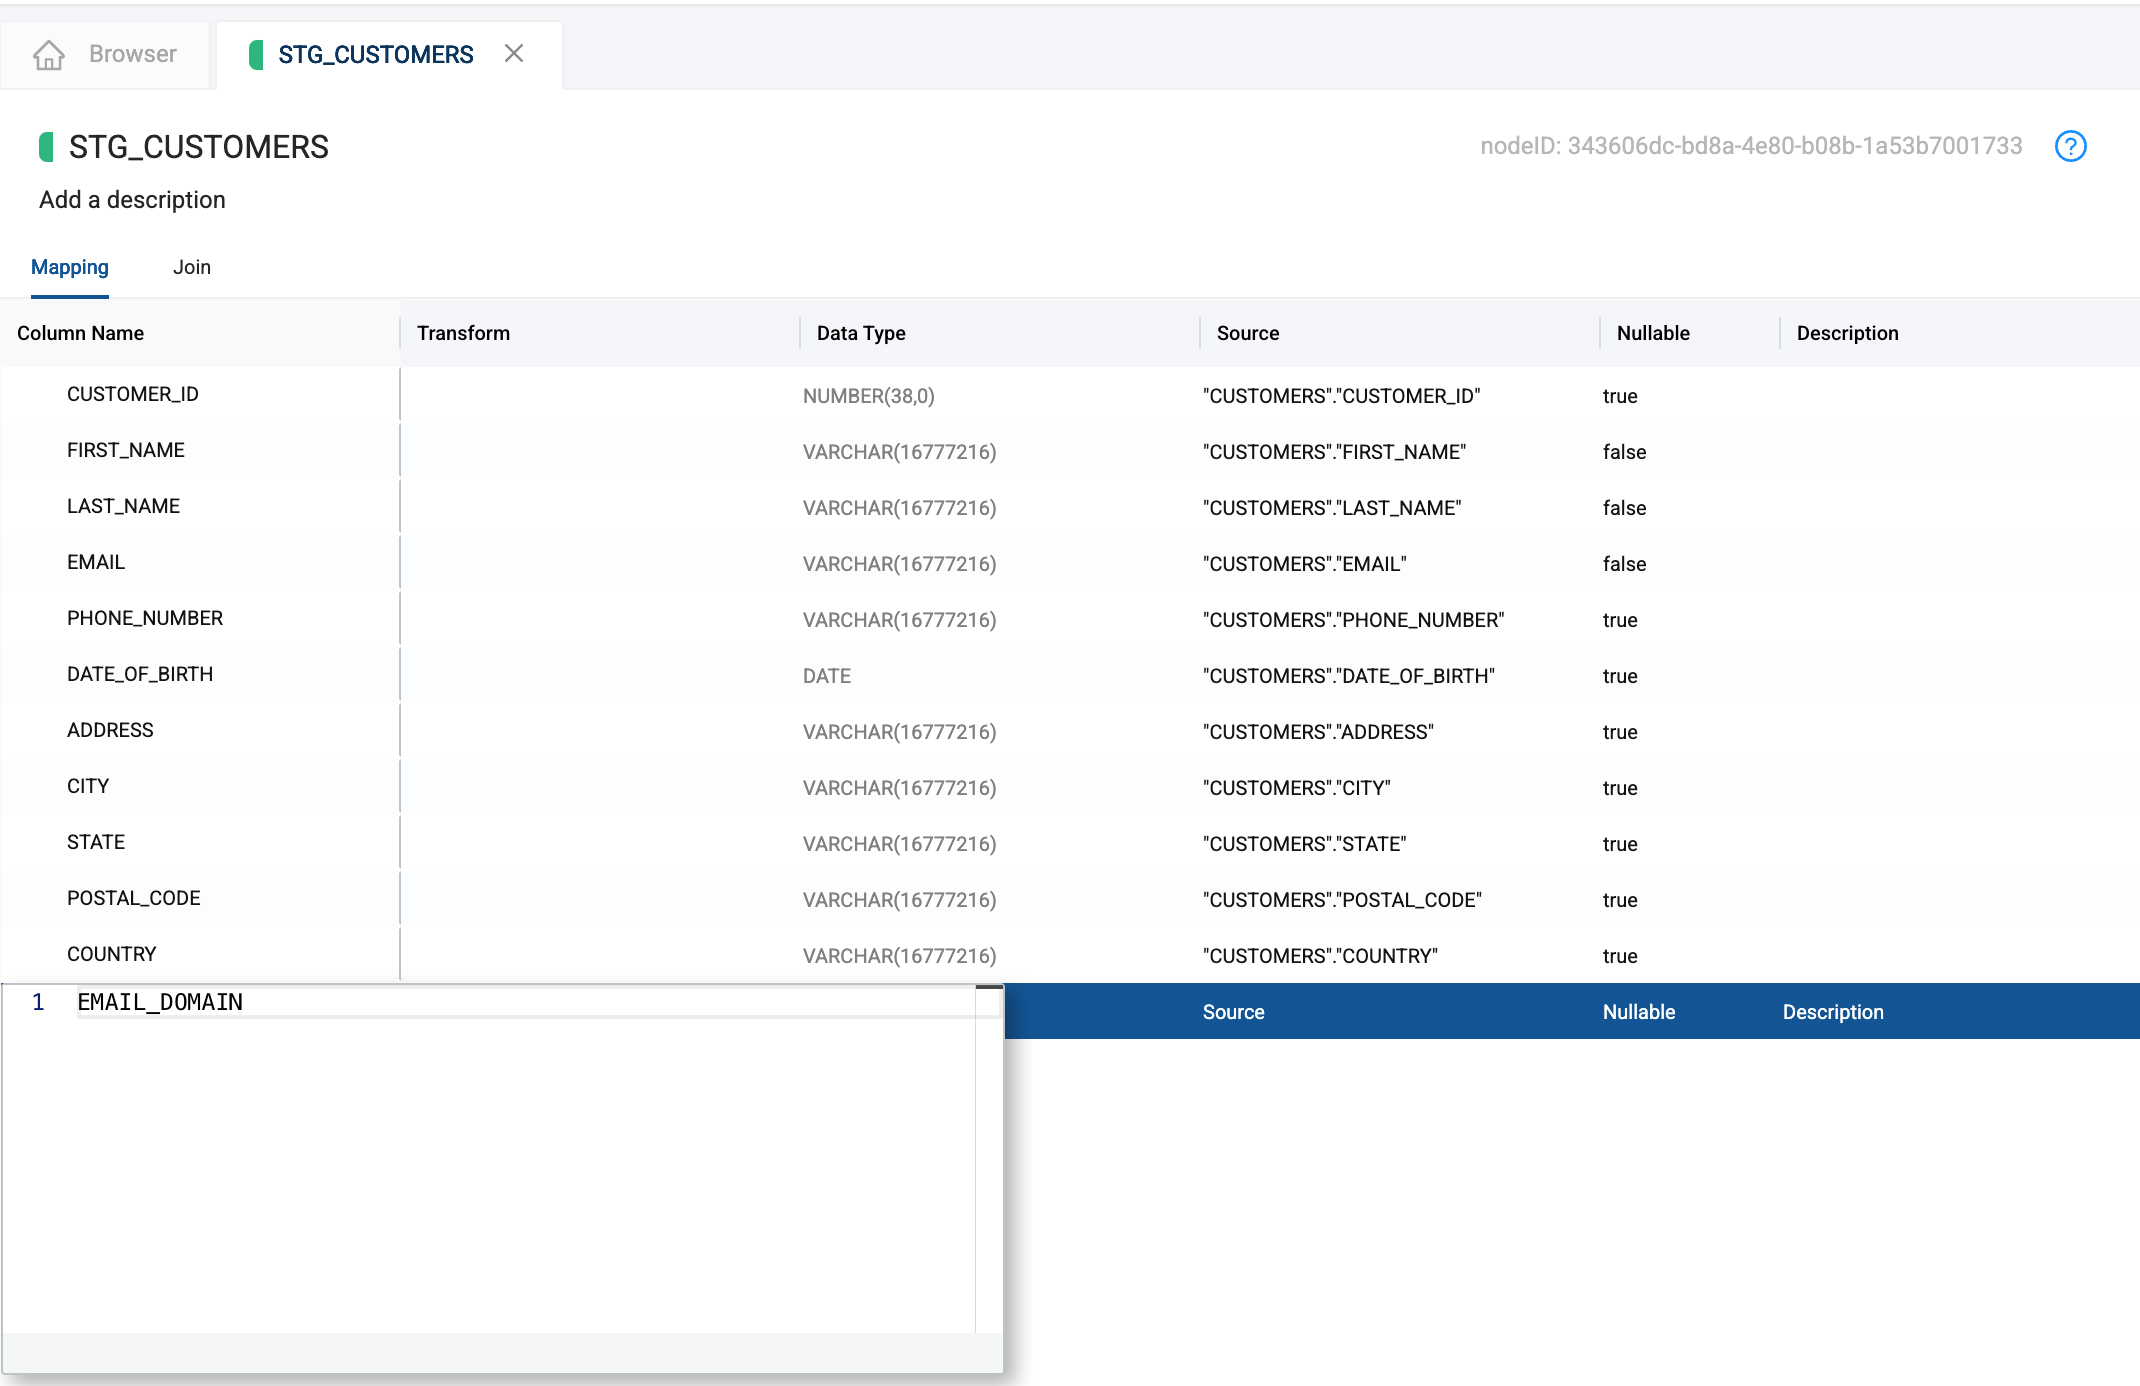 Browser
STG_CUSTOMERS
STG_CUSTOMERS
nodeID: 343606dc-bd8a-4e80-b08b-1a53b7001733
?
Add a description
Mapping Join
Column Name Transform Data Type Source Nullable Description
CUSTOMER_ID NUMBER(38,0) "CUSTOMERS"."CUSTOMER_ID" true
FIRST_NAME VARCHAR(16777216) "CUSTOMERS"."FIRST_NAME" false
LAST_NAME VARCHAR(16777216) "CUSTOMERS"."LAST_NAME" false
EMAIL VARCHAR(16777216) "CUSTOMERS"."EMAIL" false
PHONE_NUMBER VARCHAR(16777216) "CUSTOMERS"."PHONE_NUMBER" true
DATE_OF_BIRTH DATE "CUSTOMERS"."DATE_OF_BIRTH" true
ADDRESS VARCHAR(16777216) "CUSTOMERS"."ADDRESS" true
CITY VARCHAR(16777216) "CUSTOMERS"."CITY" true
STATE VARCHAR(16777216) "CUSTOMERS"."STATE" true
POSTAL_CODE VARCHAR(16777216) "CUSTOMERS"."POSTAL_CODE" true
COUNTRY VARCHAR(16777216) "CUSTOMERS"."COUNTRY" true
1 EMAIL_DOMAIN Source Nullable Description